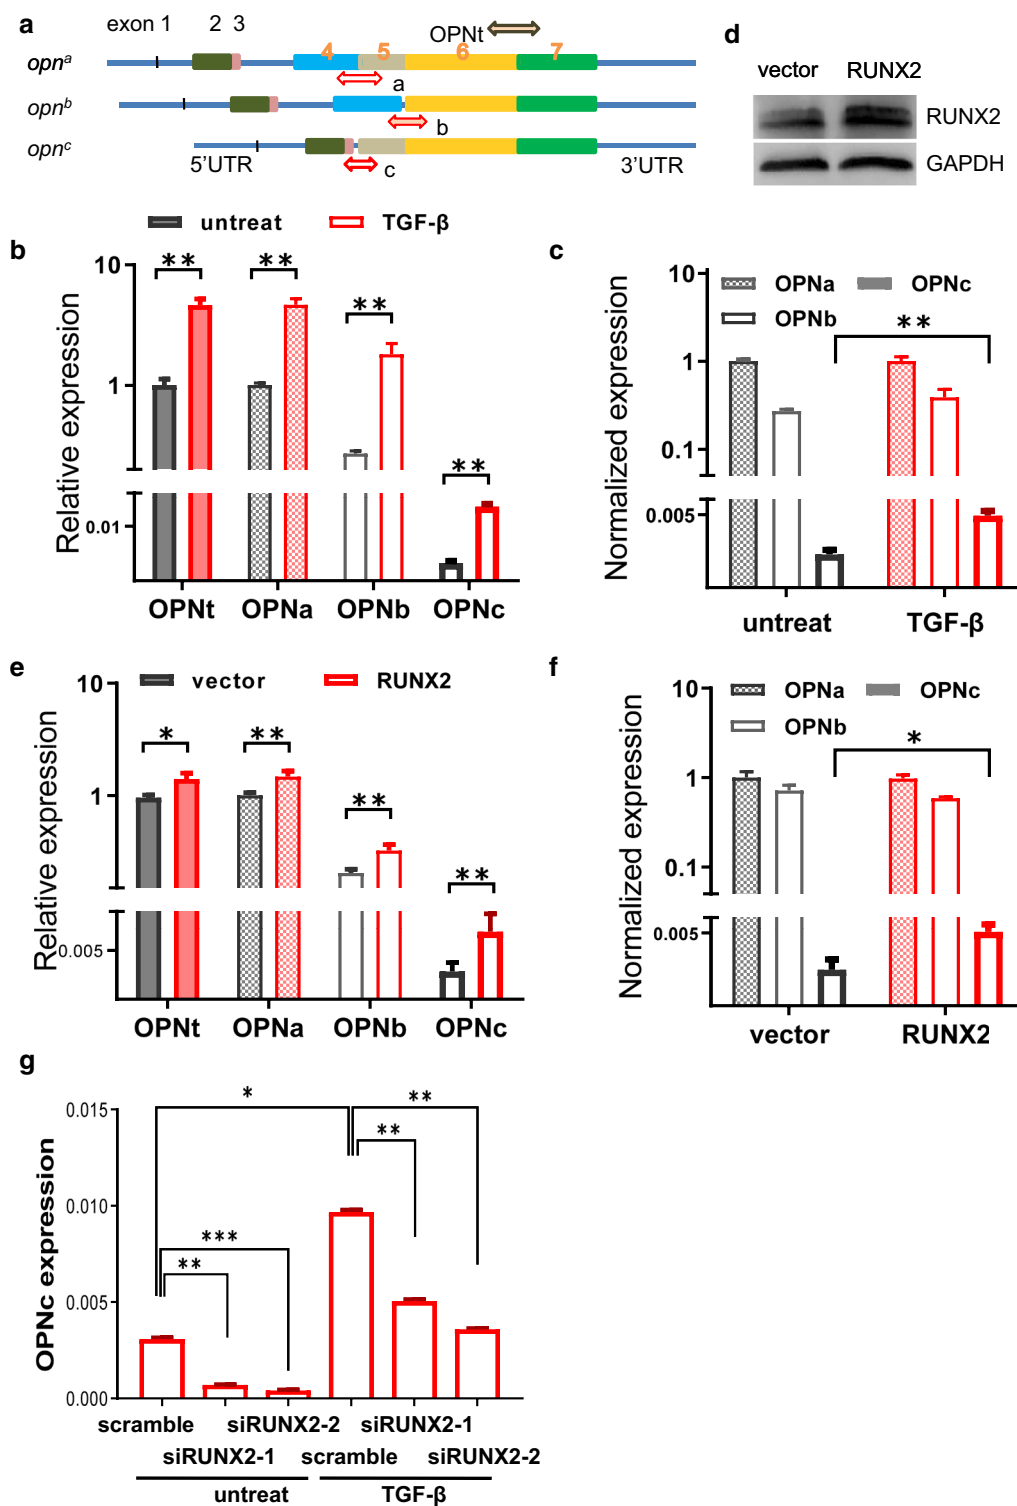 a
exon 1 2 3
OPNt
opnᵃ 4 5 6 7
a
opnᵇ
b
opnᶜ
5'UTR c 3'UTR
d
vector RUNX2
RUNX2
GAPDH
b
untreat TGF-β
Relative expression
10
1
0.01
** ** ** **
OPNt OPNa OPNb OPNc
c
Normalized expression
10
1
0.1
0.005
OPNa OPNc
OPNb
**
untreat TGF-β
e
vector RUNX2
Relative expression
10
1
0.005
* ** ** **
OPNt OPNa OPNb OPNc
f
Normalized expression
10
1
0.1
0.005
OPNa OPNc
OPNb
*
vector RUNX2
g
OPNc expression
0.015
0.010
0.005
0.000
* **
**
***
**
scramble siRUNX2-2 siRUNX2-1
siRUNX2-1 scramble siRUNX2-2
untreat TGF-β